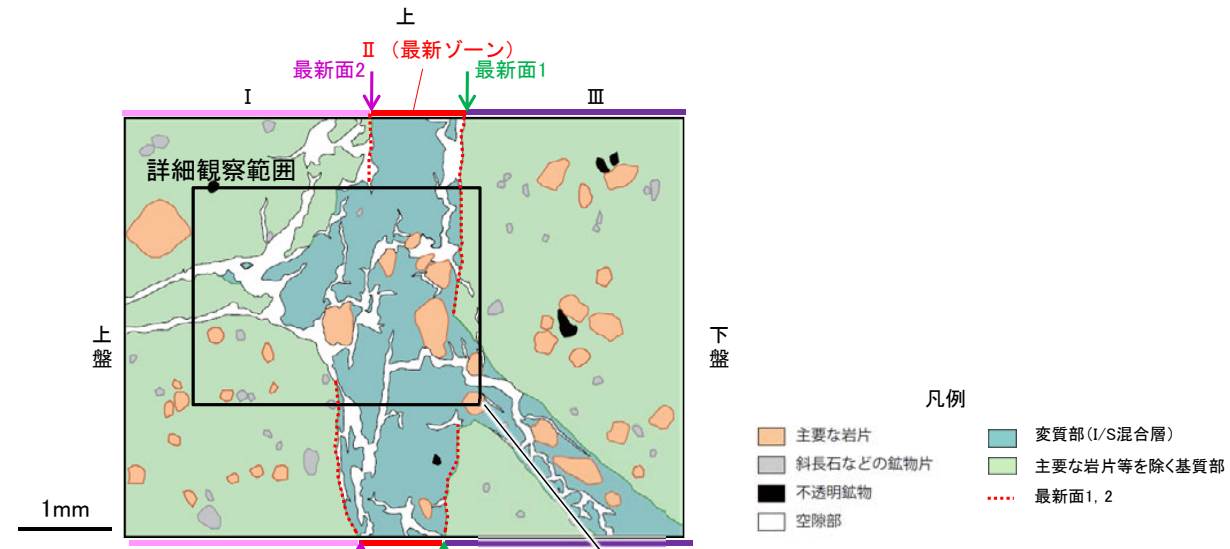 上
Ⅱ (最新ゾーン)
最新面2
最新面1
Ⅰ
Ⅲ
詳細観察範囲
上盤
下盤
1mm
凡例
主要な岩片
斜長石などの鉱物片
不透明鉱物
空隙部
変質部(I/S混合層)
主要な岩片等を除く基質部
最新面1, 2